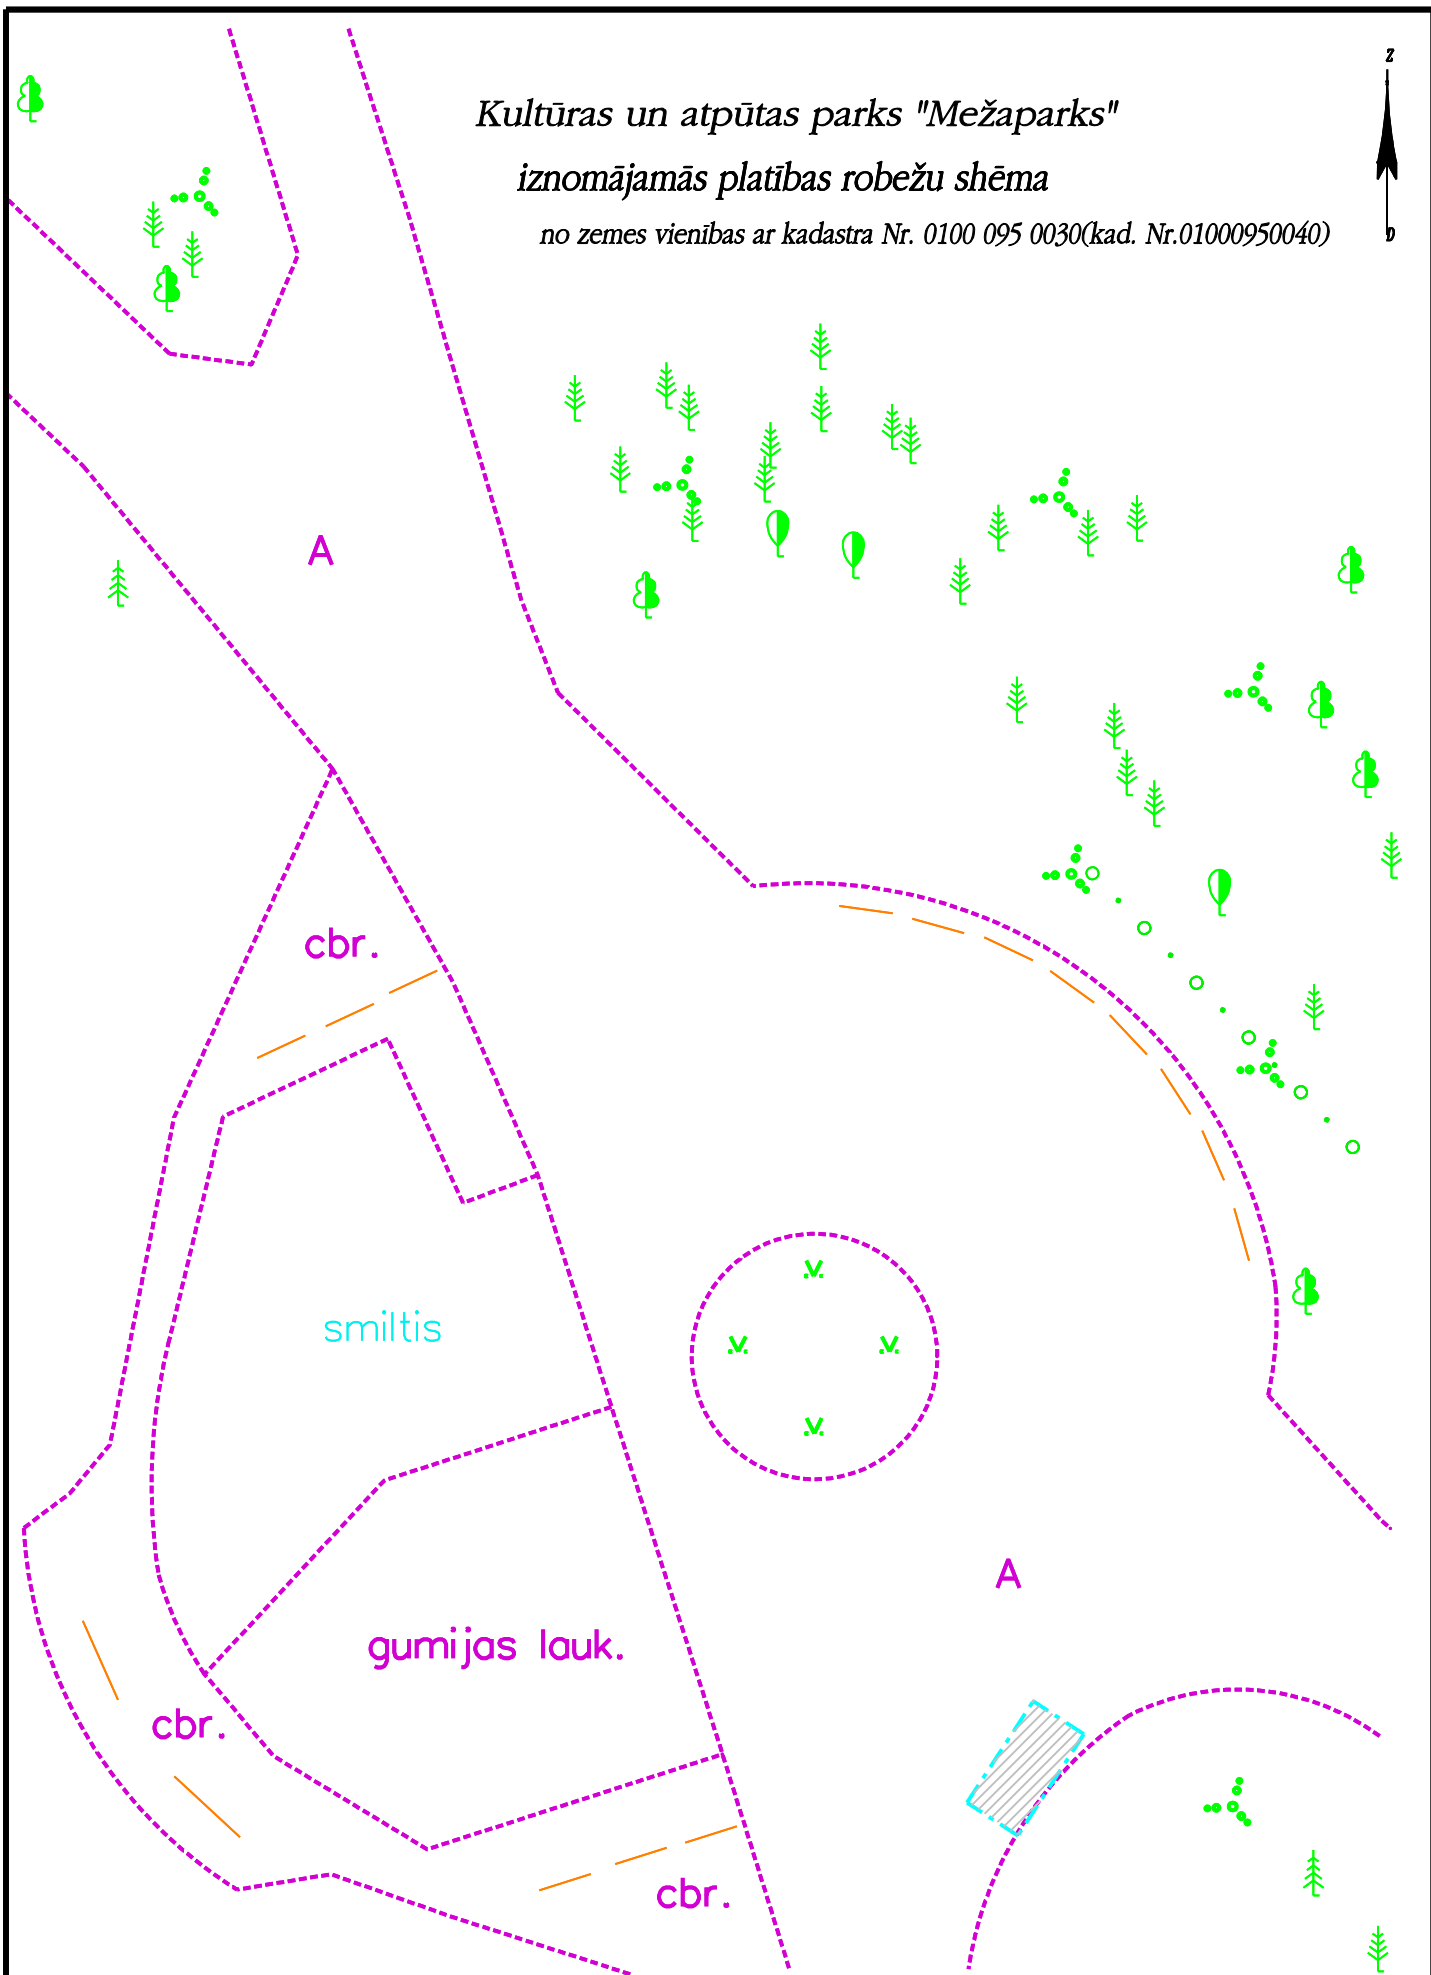 Z
Kultūras un atpūtas parks "Mežaparks"
iznomājamās platības robežu shēma
no zemes vienības ar kadastra Nr. 0100 095 0030(kad. Nr.01000950040)
D
A
cbr.
smiltis
A
gumijas lauk.
cbr.
cbr.